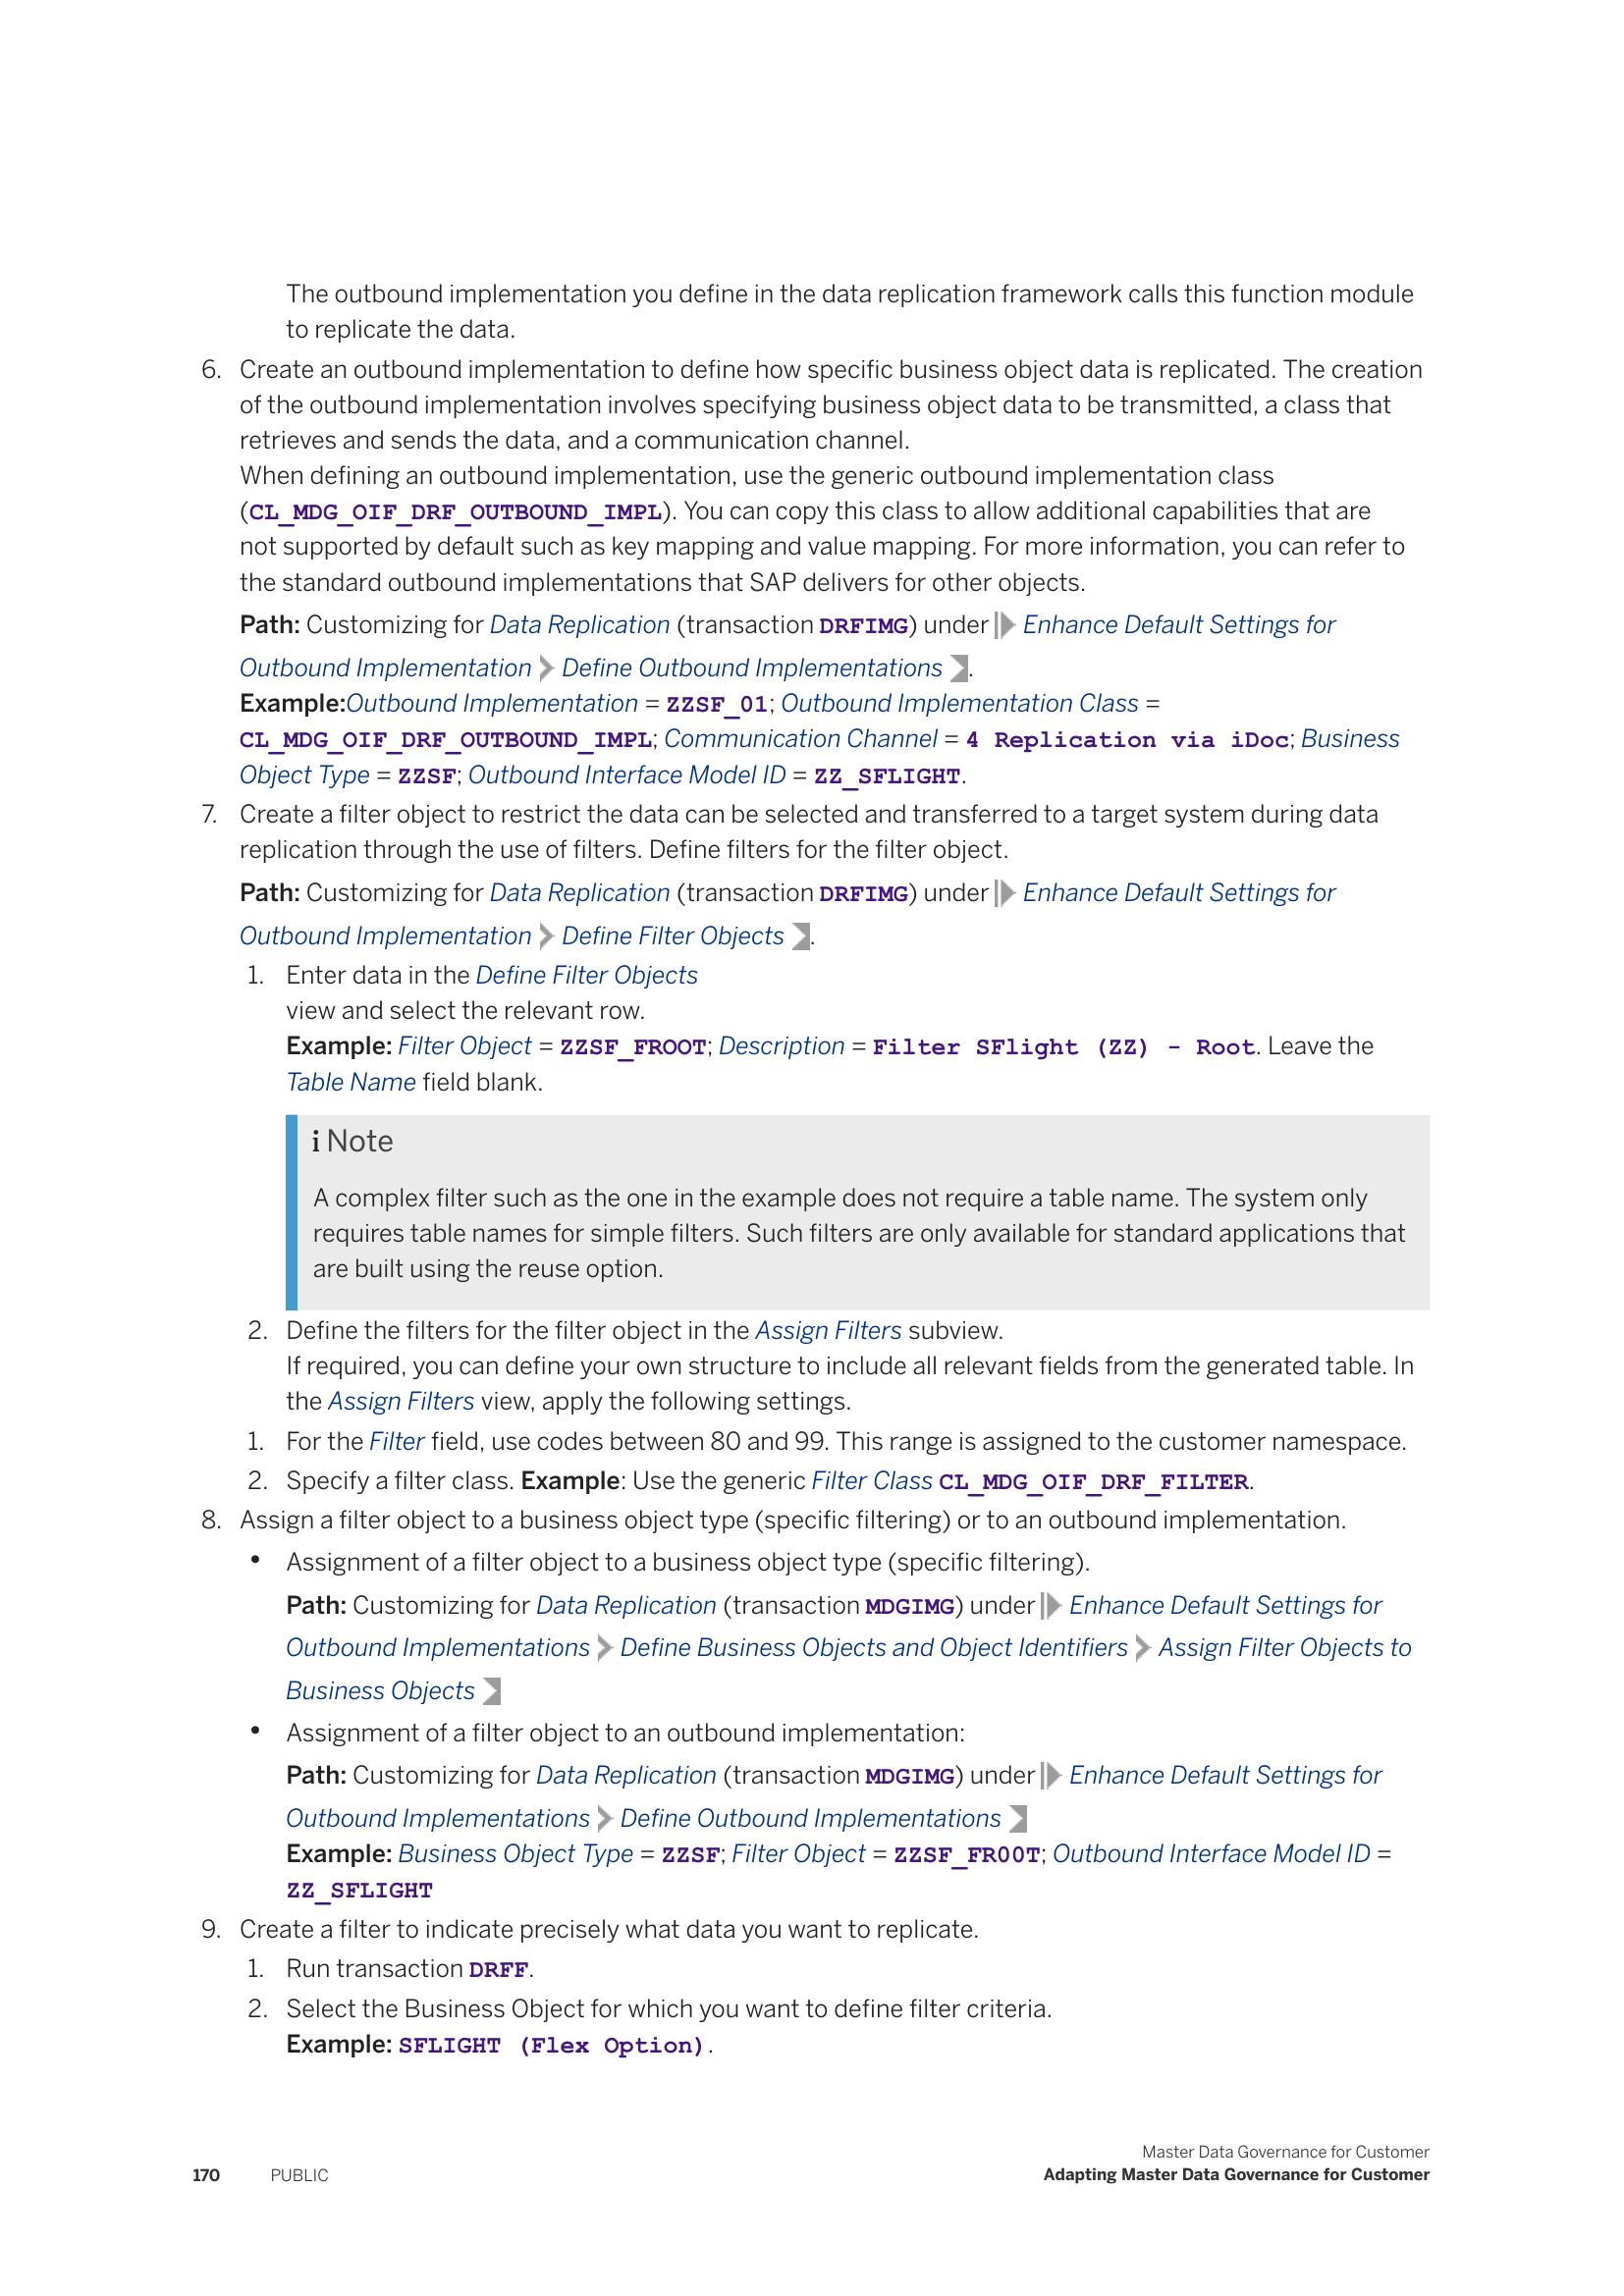 The outbound implementation you define in the data replication framework calls this function module
to replicate the data.
6. Create an outbound implementation to define how specific business object data is replicated. The creation
of the outbound implementation involves specifying business object data to be transmitted, a class that
retrieves and sends the data, and a communication channel.
When defining an outbound implementation, use the generic outbound implementation class
(CL_MDG_OIF_DRF_OUTBOUND_IMPL). You can copy this class to allow additional capabilities that are
not supported by default such as key mapping and value mapping. For more information, you can refer to
the standard outbound implementations that SAP delivers for other objects.
Path: Customizing for Data Replication (transaction DRFIMG) under Enhance Default Settings for
Outbound Implementation Define Outbound Implementations .
Example:Outbound Implementation = ZZSF_01; Outbound Implementation Class =
CL_MDG_OIF_DRF_OUTBOUND_IMPL; Communication Channel = 4 Replication via iDoc; Business
Object Type = ZZSF; Outbound Interface Model ID = ZZ_SFLIGHT.
7. Create a filter object to restrict the data can be selected and transferred to a target system during data
replication through the use of filters. Define filters for the filter object.
Path: Customizing for Data Replication (transaction DRFIMG) under Enhance Default Settings for
Outbound Implementation Define Filter Objects .
1. Enter data in the Define Filter Objects
view and select the relevant row.
Example: Filter Object = ZZSF_FROOT; Description = Filter SFlight (ZZ) - Root. Leave the
Table Name field blank.
i Note
A complex filter such as the one in the example does not require a table name. The system only
requires table names for simple filters. Such filters are only available for standard applications that
are built using the reuse option.
2. Define the filters for the filter object in the Assign Filters subview.
If required, you can define your own structure to include all relevant fields from the generated table. In
the Assign Filters view, apply the following settings.
1. For the Filter field, use codes between 80 and 99. This range is assigned to the customer namespace.
2. Specify a filter class. Example: Use the generic Filter Class CL_MDG_OIF_DRF_FILTER.
8. Assign a filter object to a business object type (specific filtering) or to an outbound implementation.
• Assignment of a filter object to a business object type (specific filtering).
Path: Customizing for Data Replication (transaction MDGIMG) under Enhance Default Settings for
Outbound Implementations Define Business Objects and Object Identifiers Assign Filter Objects to
Business Objects
• Assignment of a filter object to an outbound implementation:
Path: Customizing for Data Replication (transaction MDGIMG) under Enhance Default Settings for
Outbound Implementations Define Outbound Implementations
Example: Business Object Type = ZZSF; Filter Object = ZZSF_FR00T; Outbound Interface Model ID =
ZZ_SFLIGHT
9. Create a filter to indicate precisely what data you want to replicate.
1. Run transaction DRFF.
2. Select the Business Object for which you want to define filter criteria.
Example: SFLIGHT (Flex Option).
Master Data Governance for Customer
170 PUBLIC Adapting Master Data Governance for Customer